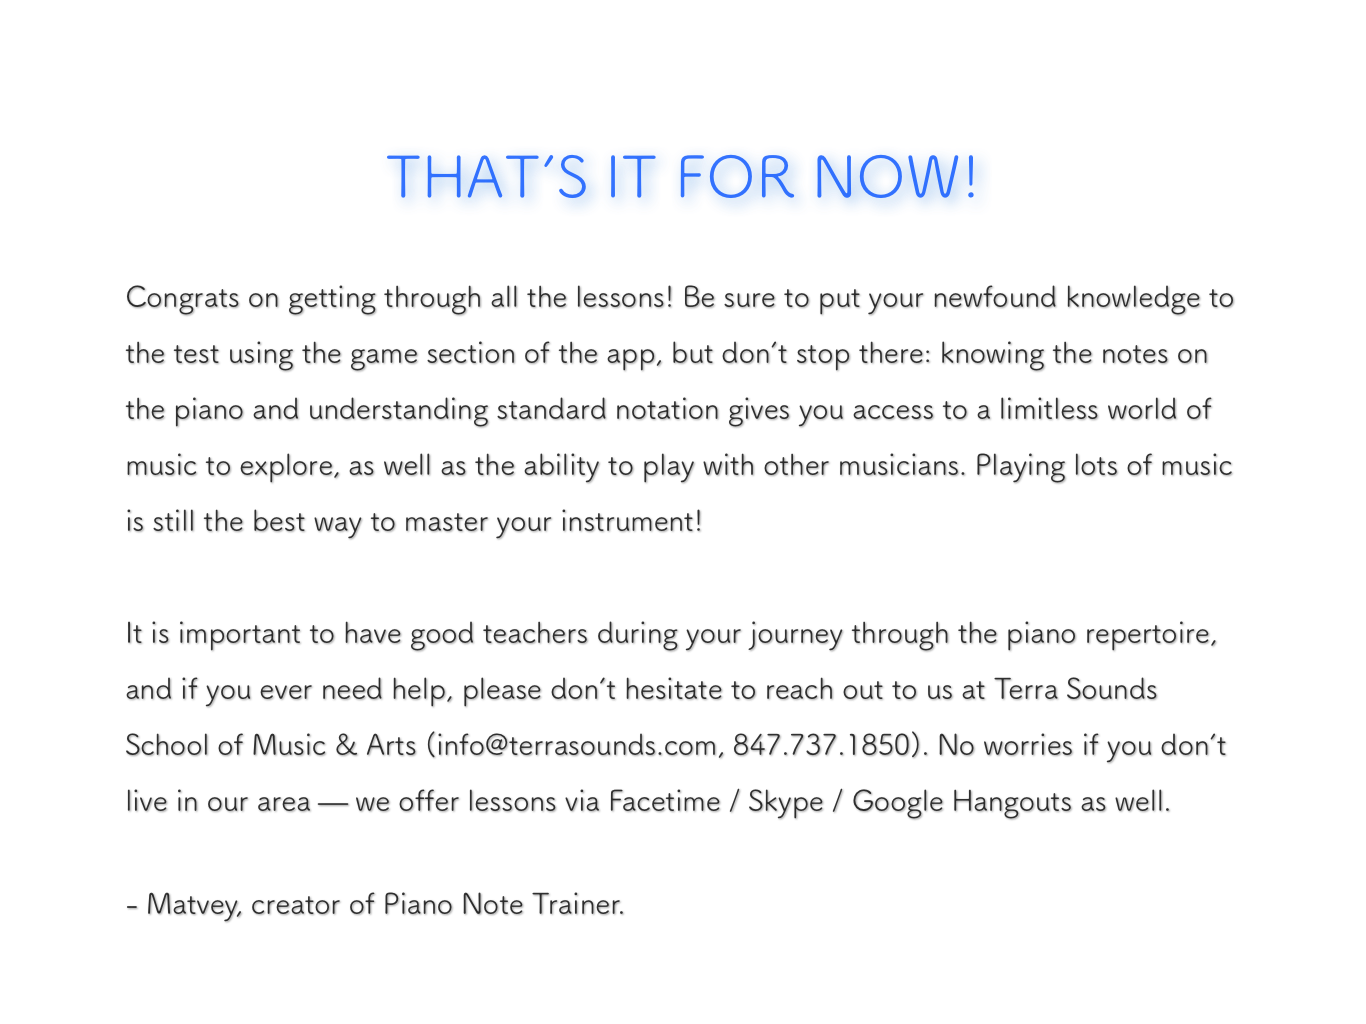 THAT’S IT FOR NOW!
Congrats on getting through all the lessons! Be sure to put your newfound knowledge to
the test using the game section of the app, but don’t stop there: knowing the notes on
the piano and understanding standard notation gives you access to a limitless world of
music to explore, as well as the ability to play with other musicians. Playing lots of music
is still the best way to master your instrument!
It is important to have good teachers during your journey through the piano repertoire,
and if you ever need help, please don’t hesitate to reach out to us at Terra Sounds
School of Music & Arts (info@terrasounds.com, 847.737.1850). No worries if you don’t
live in our area — we offer lessons via Facetime / Skype / Google Hangouts as well.
– Matvey, creator of Piano Note Trainer.